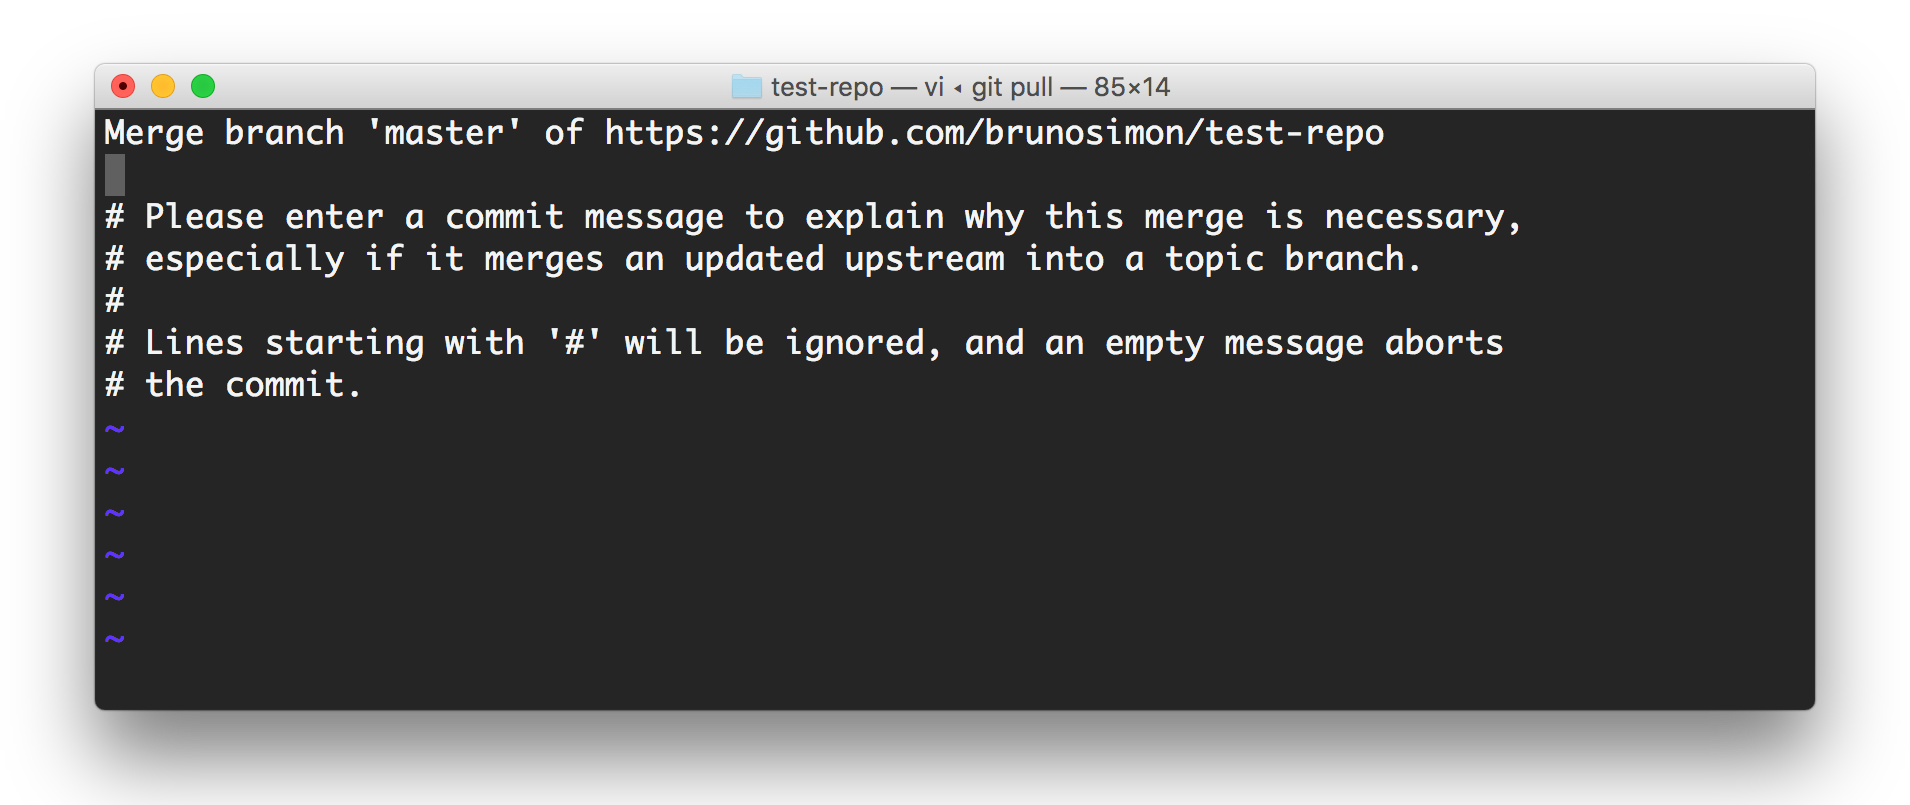 test-repo — vi ◂ git pull — 85×14
Merge branch 'master' of https://github.com/brunosimon/test-repo
# Please enter a commit message to explain why this merge is necessary,
# especially if it merges an updated upstream into a topic branch.
#
# Lines starting with '#' will be ignored, and an empty message aborts
# the commit.
~
~
~
~
~
~